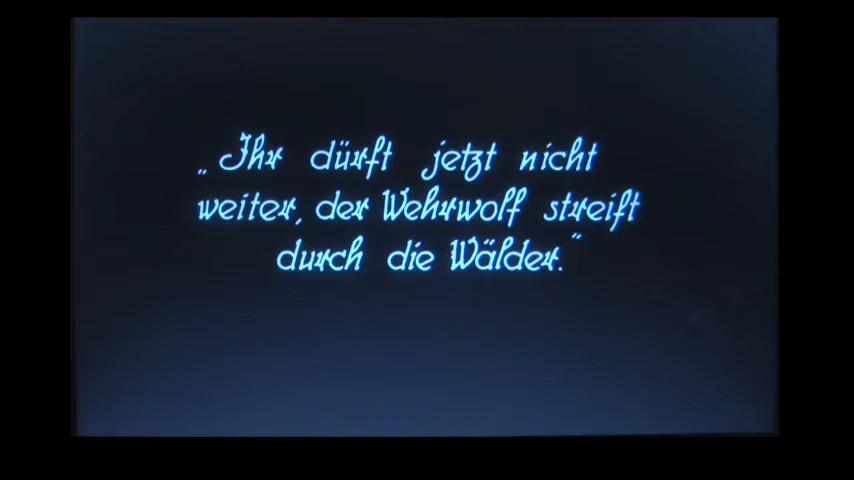 „Ihr dürft jetzt nicht
weiter, der Wehrwolf streift
durch die Wälder."